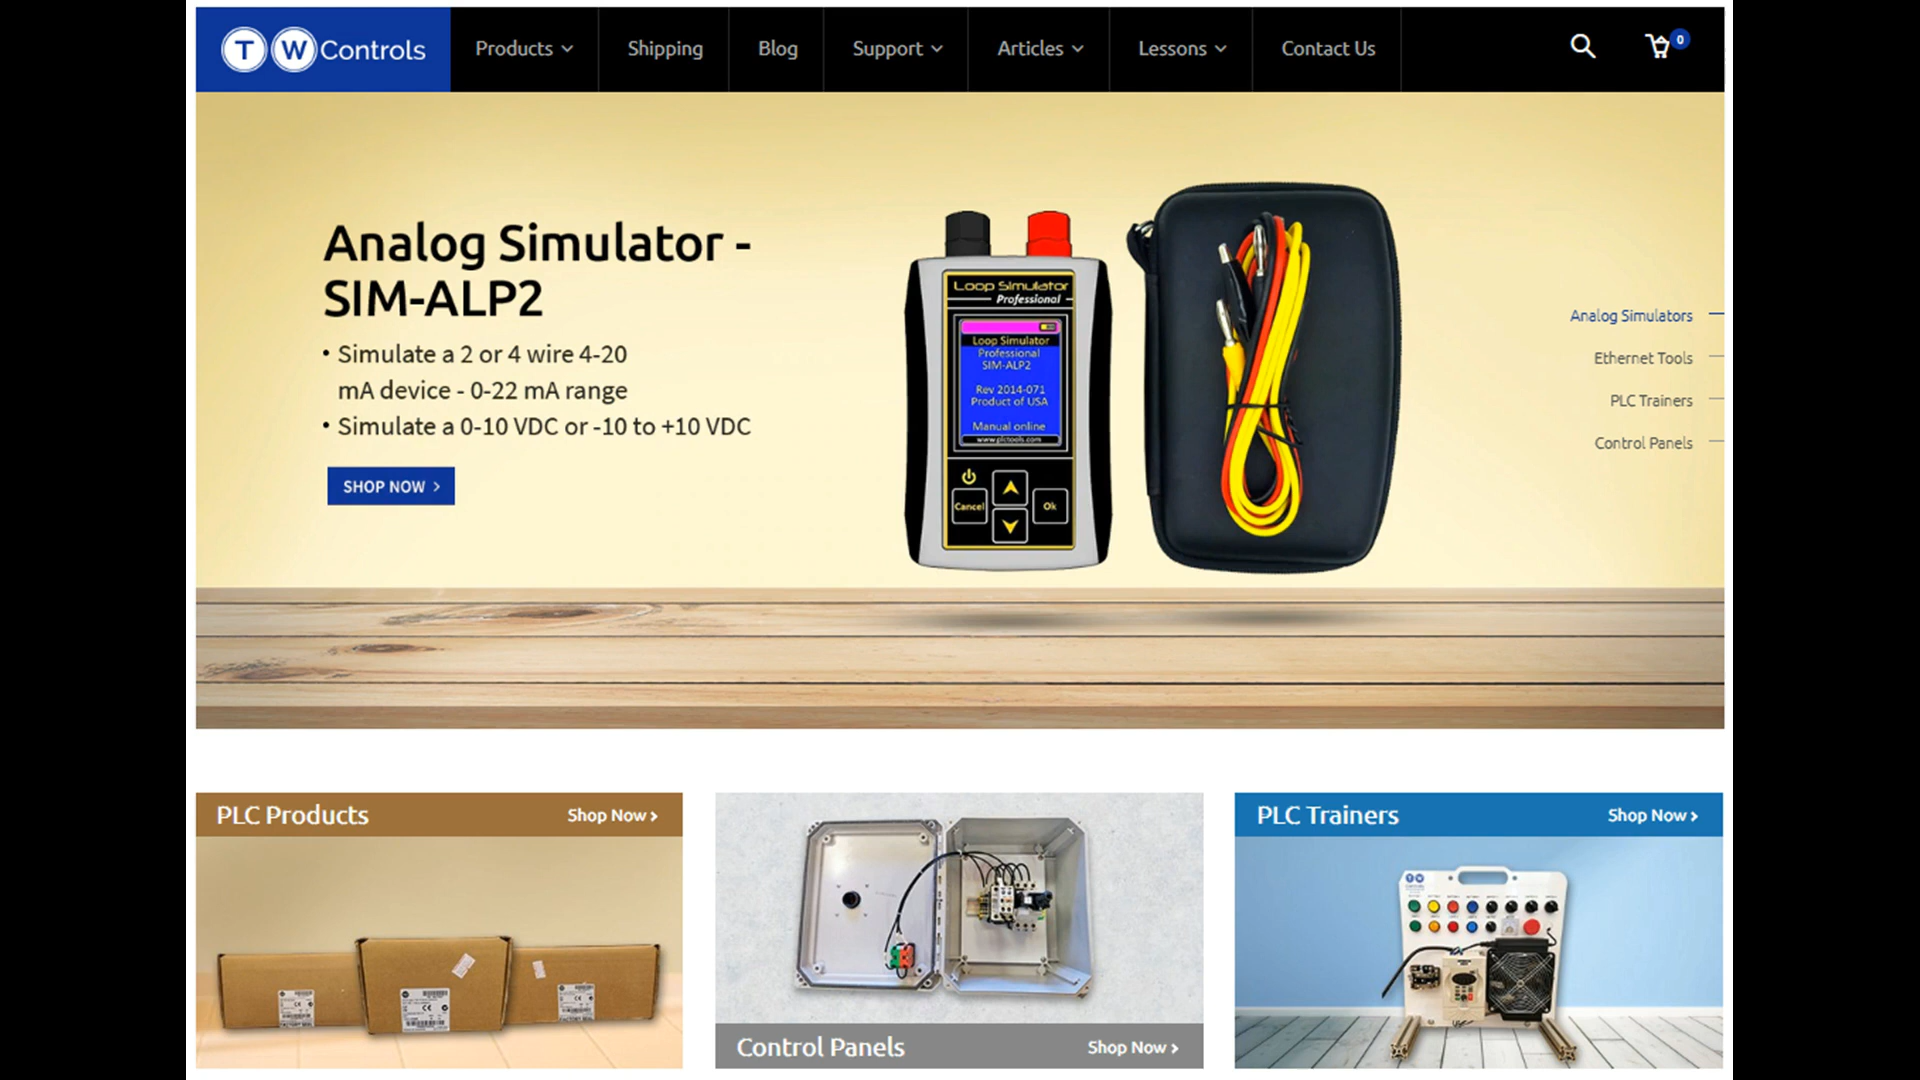 TW Controls
Products
Shipping
Blog
Support
Articles
Lessons
Contact Us
0
Analog Simulator -
SIM-ALP2
• Simulate a 2 or 4 wire 4-20
mA device - 0-22 mA range
• Simulate a 0-10 VDC or -10 to +10 VDC
SHOP NOW >
Loop Simulator
Professional
Loop Simulator
Professional
SIM-ALP2
Rev 2014-071
Product of USA
Manual online
www.plctools.com
Cancel
Ok
Analog Simulators
Ethernet Tools
PLC Trainers
Control Panels
PLC Products
Shop Now >
Control Panels
Shop Now >
PLC Trainers
Shop Now >